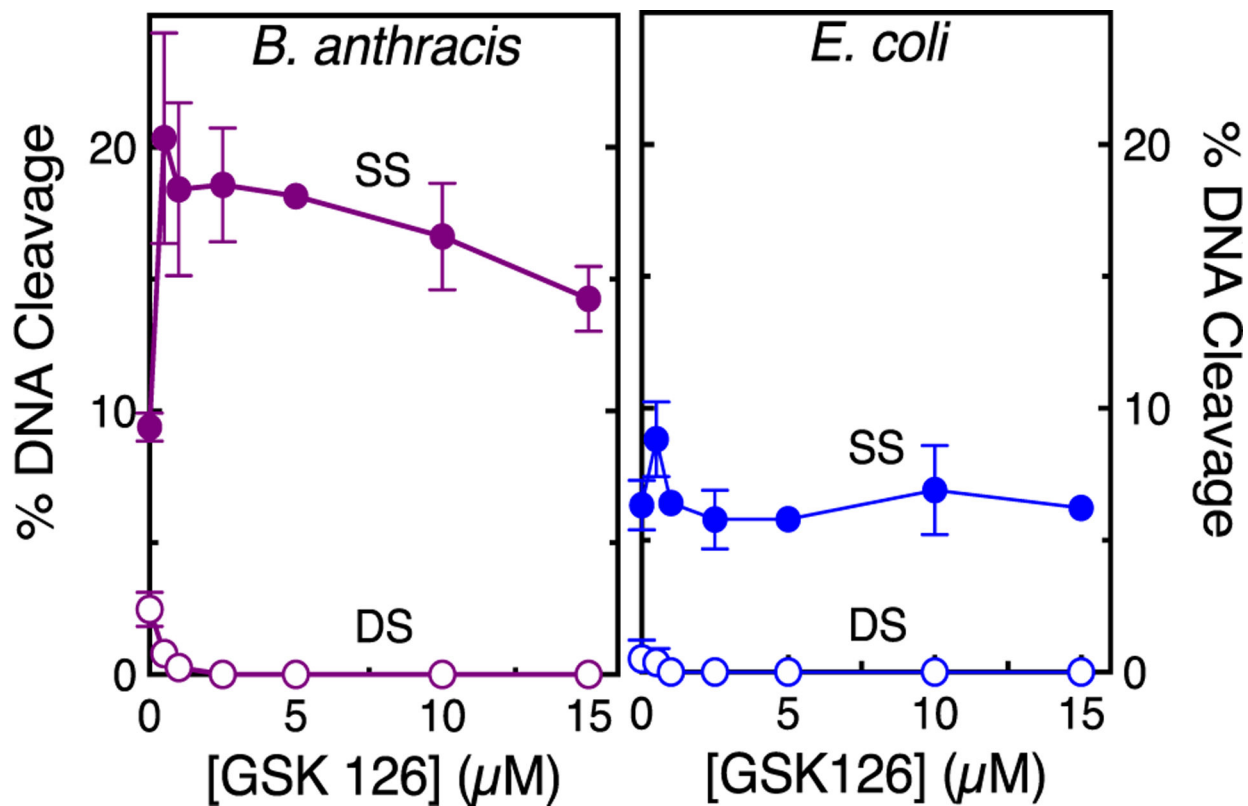 B. anthracis
E. coli
% DNA Cleavage
20
10
0
SS
DS
0 5 10 15
[GSK 126] (µM)
SS
DS
0 5 10 15
[GSK126] (µM)
20
10
0
% DNA Cleavage